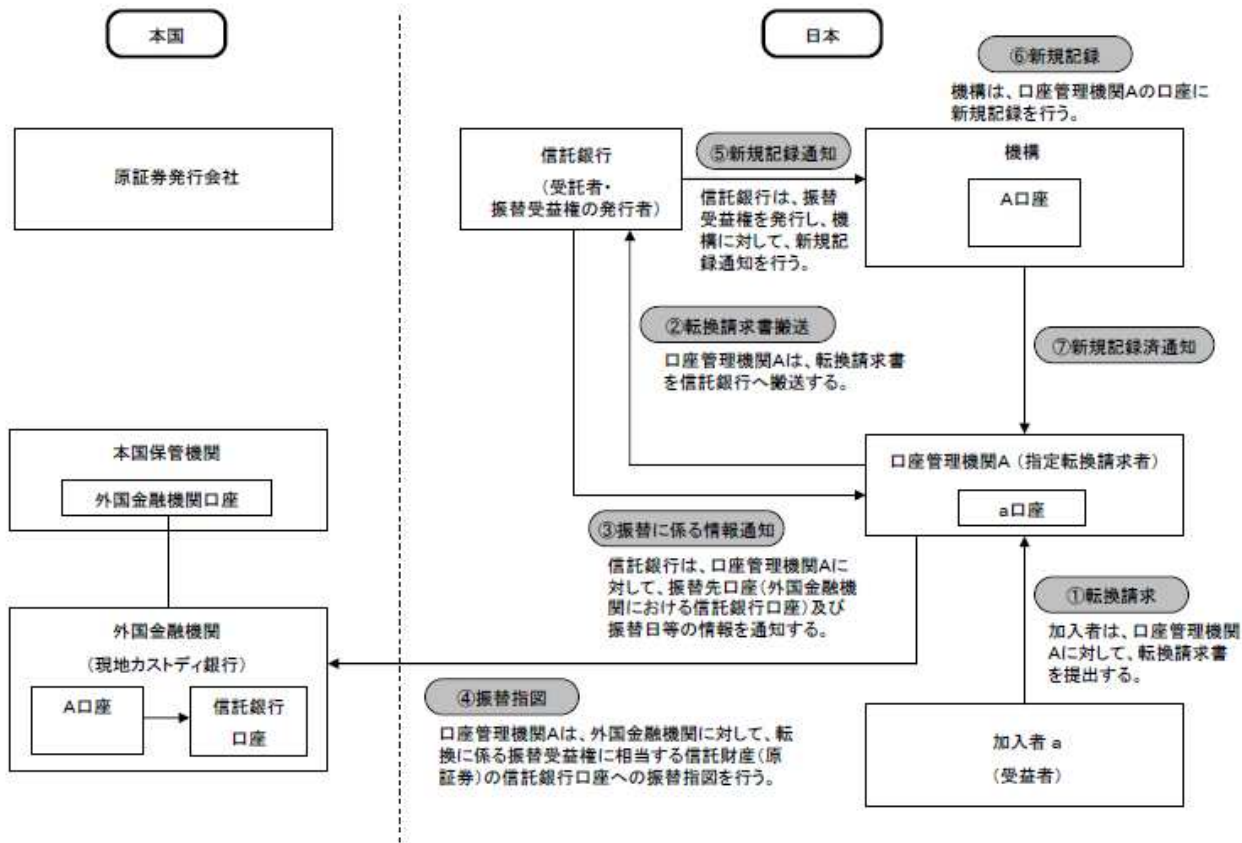 本国
日本
⑥新規記録
機構は、口座管理機関Aの口座に
新規記録を行う。
原証券発行会社
信託銀行
(受託者・
振替受益権の発行者)
⑤新規記録通知
信託銀行は、振替
受益権を発行し、機
構に対して、新規記
録通知を行う。
機構
A口座
②転換請求書搬送
口座管理機関Aは、転換請求書
を信託銀行へ搬送する。
⑦新規記録済通知
本国保管機関
外国金融機関口座
口座管理機関A(指定転換請求者)
a口座
③振替に係る情報通知
信託銀行は、口座管理機関Aに
対して、振替先口座(外国金融機
関における信託銀行口座)及び
振替日等の情報を通知する。
①転換請求
加入者は、口座管理機関
Aに対して、転換請求書
を提出する。
外国金融機関
(現地カストディ銀行)
A口座
信託銀行
口座
④振替指図
口座管理機関Aは、外国金融機関に対して、転
換に係る振替受益権に相当する信託財産(原
証券)の信託銀行口座への振替指図を行う。
加入者 a
(受益者)